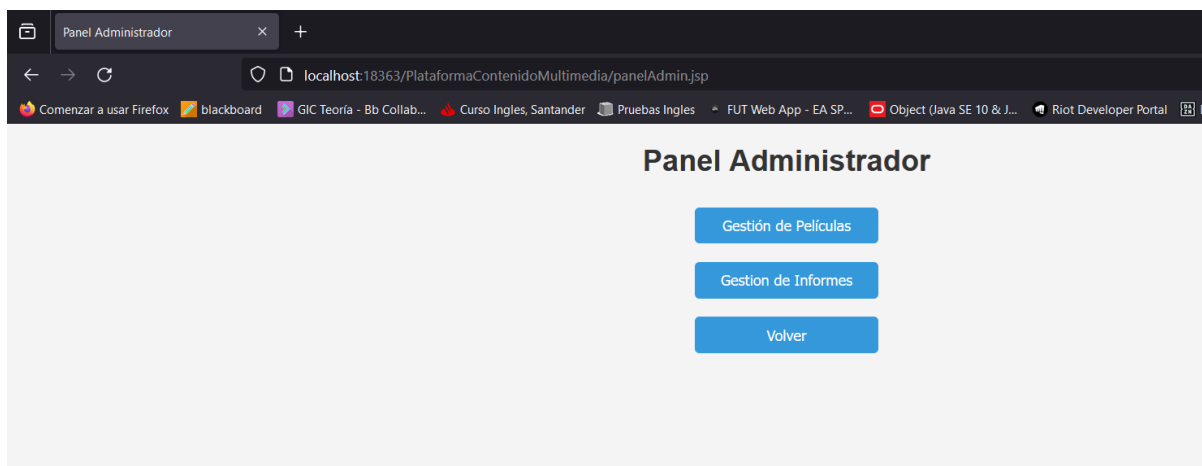 Panel Administrador
localhost:18363/PlataformaContenidoMultimedia/panelAdmin.jsp
Comenzar a usar Firefox blackboard GIC Teoría - Bb Collab... Curso Ingles, Santander Pruebas Ingles FUT Web App - EA SP... Object (Java SE 10 & J... Riot Developer Portal
Panel Administrador
Gestión de Películas
Gestion de Informes
Volver